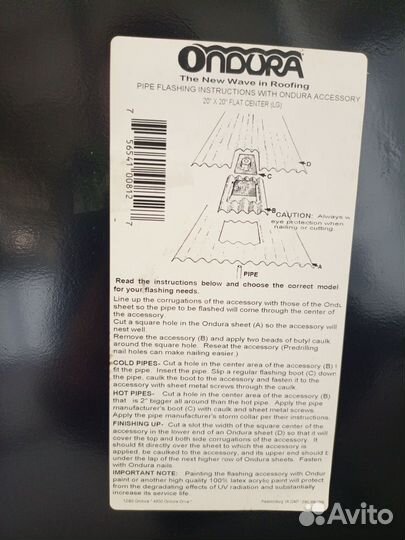 ONDURA
The New Wave in Roofing
PIPE FLASHING INSTRUCTIONS WITH ONDURA ACCESSORY
20" X 20" FLAT CENTER (LG)
7 56541 00812 7
D
C
B
CAUTION: Always w
eye protection when
nailing or cutting.
A
PIPE
Read the instructions below and choose the correct model
for your flashing needs.
Line up the corrugations of the accessory with those of the Ondu
sheet so the pipe to be flashed will come through the center of
the accessory.
Cut a square hole in the Ondura sheet (A) so the accessory will
nest well.
Remove the accessory (B) and apply two beads of butyl caulk
around the square hole. Reseat the accessory (Predrilling
nail holes can make nailing easier.)
COLD PIPES- Cut a hole in the center area of the accessory (B) t
fit the pipe. Insert the pipe. Slip a regular flashing boot (C) down
the pipe, caulk the boot to the accessory and fasten it to the
accessory with sheet metal screws through the caulk.
HOT PIPES- Cut a hole in the center area of the accessory (B)
that is 2" bigger all around than the hot pipe. Apply the pipe
manufacturer's boot (C) with caulk and sheet metal screws.
Apply the pipe manufacturer's storm collar per their instructions.
FINISHING UP- Cut a slot the width of the square center of the
accessory in the lower end of an Ondura sheet (D) so that it will
cover the top and both side corrugations of the accessory. It
should fit directly over the sheet to which the accessory is
applied, be caulked to the accessory, and its upper end should b
under the lap of the next higher row of Ondura sheets. Fasten
with Ondura nails.
IMPORTANT NOTE: Painting the flashing accessory with Ondur
paint or another high quality 100% latex acrylic paint will protect
from the degrading effects of UV radiation and substantially
increase its service life.
Avito